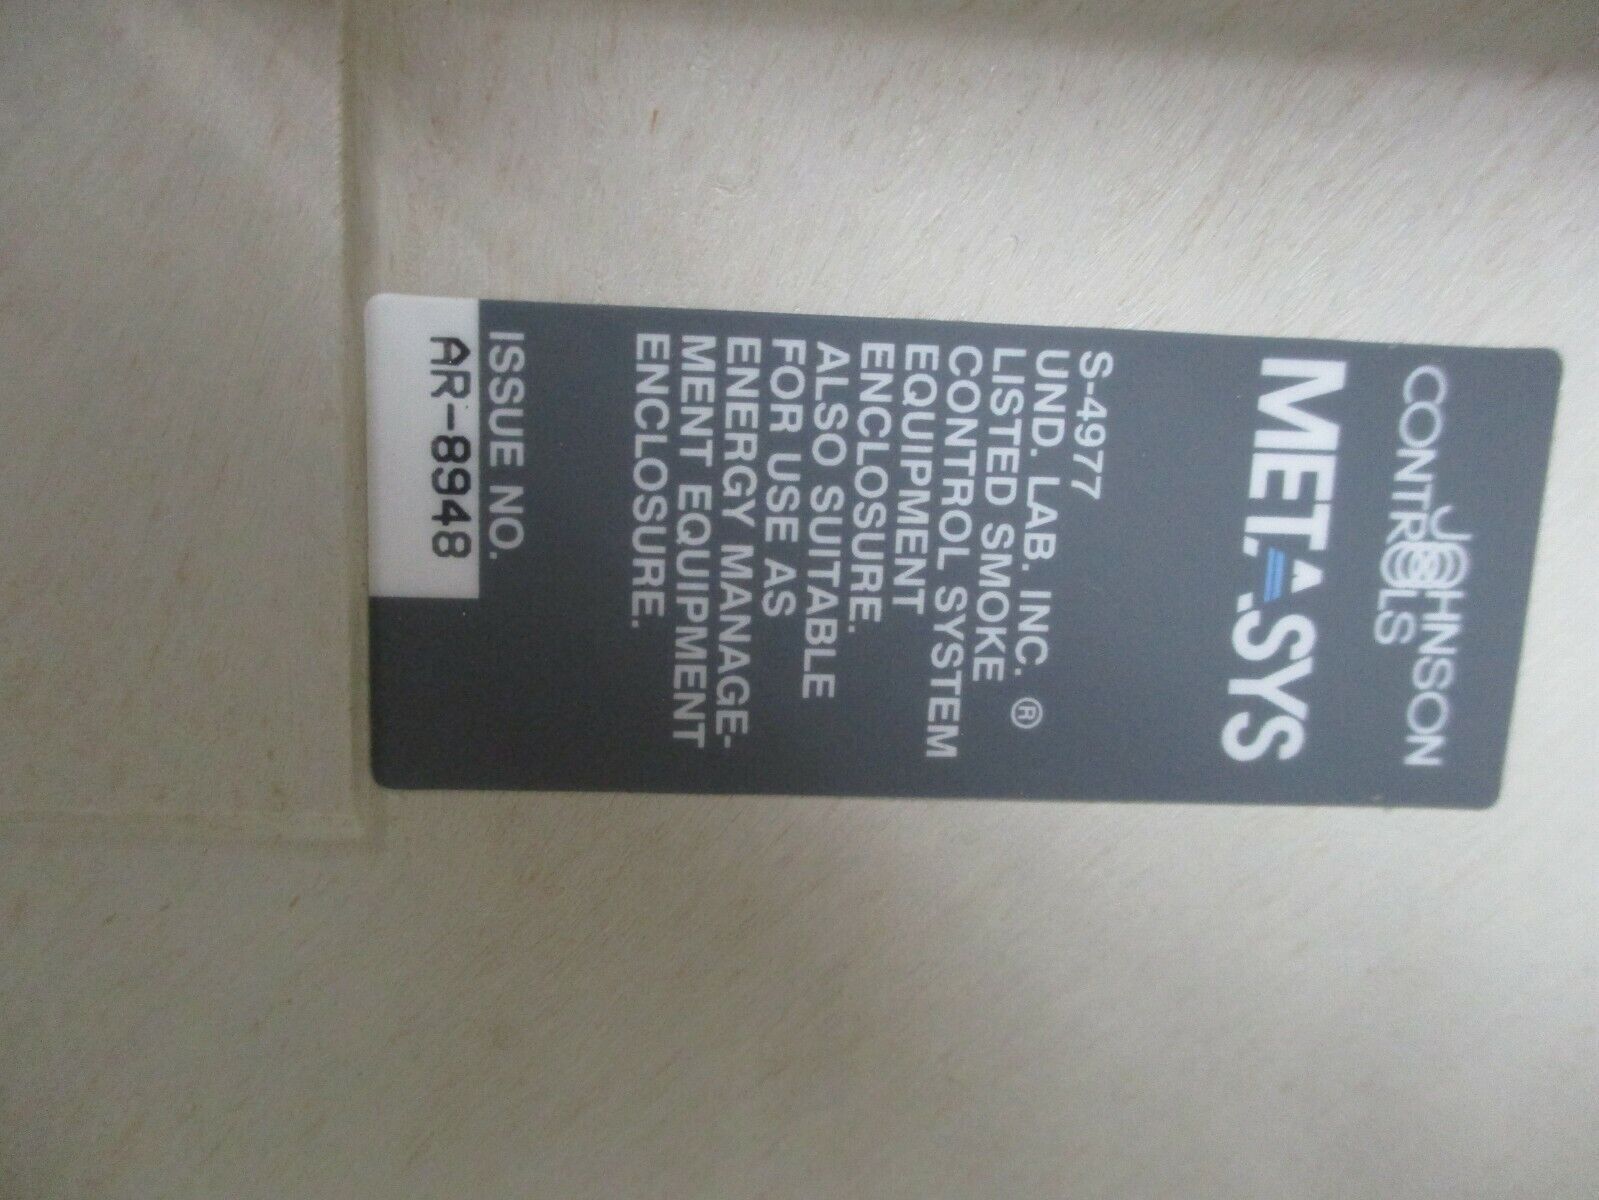 JOHNSON
CONTROLS
METASYS
S-4977
UND. LAB. INC. ®
LISTED SMOKE
CONTROL SYSTEM
EQUIPMENT
ENCLOSURE.
ALSO SUITABLE
FOR USE AS
ENERGY MANAGE-
MENT EQUIPMENT
ENCLOSURE.
ISSUE NO.
AR-8948